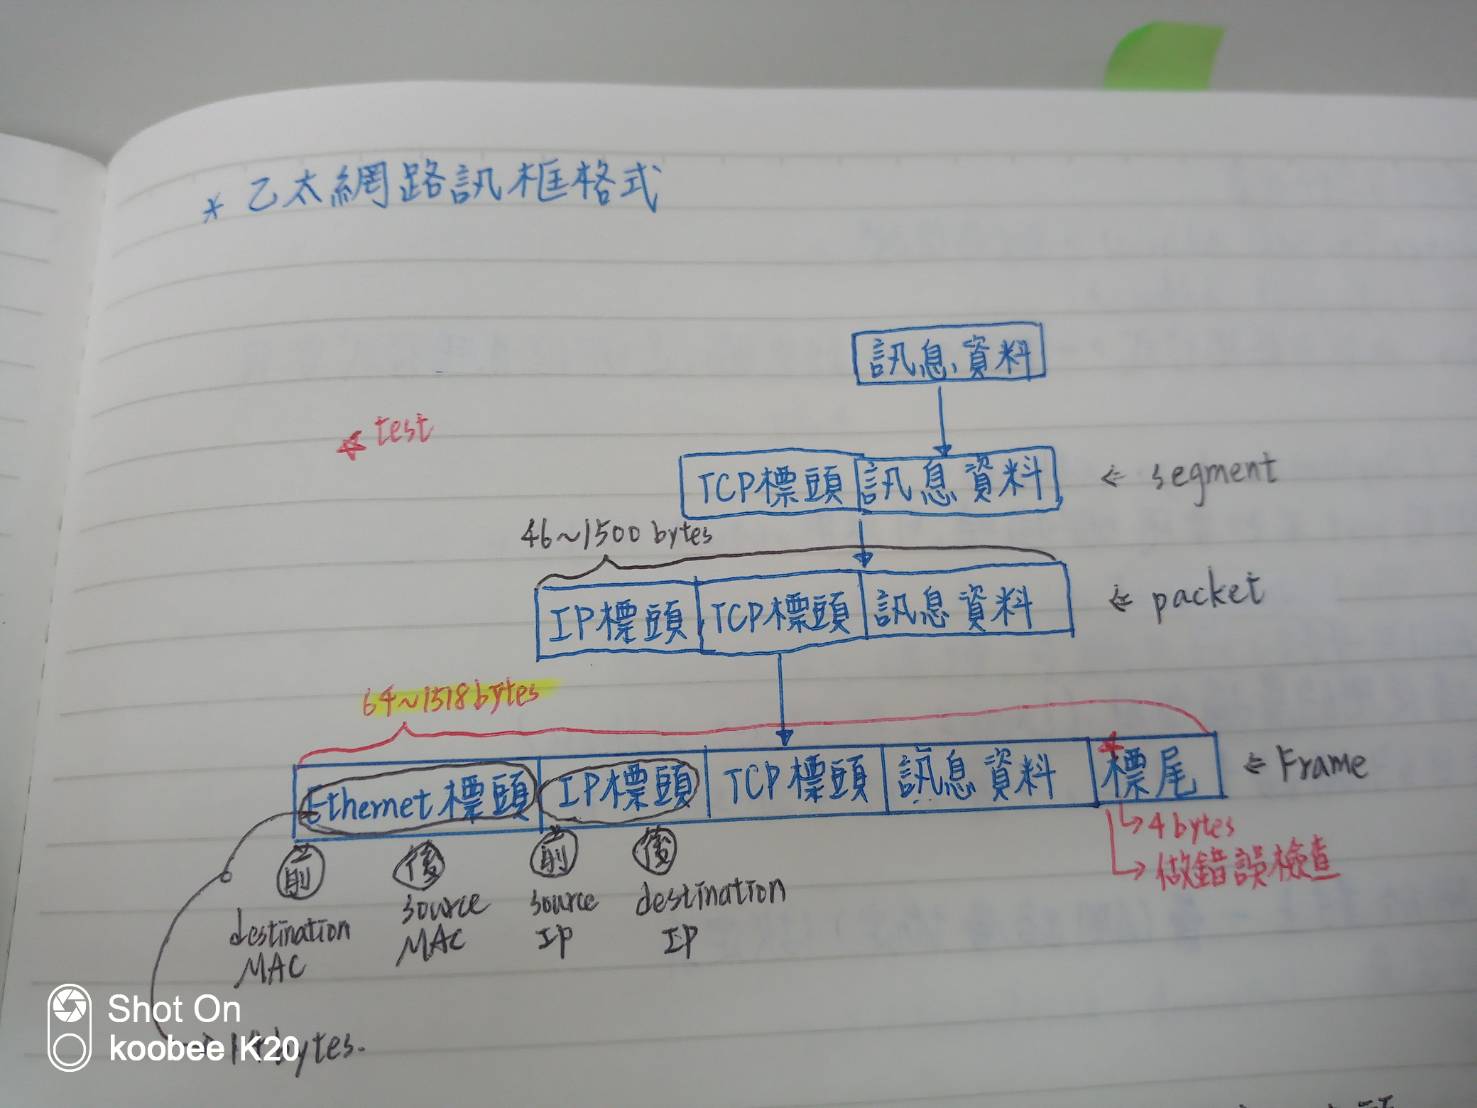 * 乙太網路訊框格式
訊息資料
☆ test
TCP標頭 訊息資料 ← segment
46~1500 bytes
IP標頭 TCP標頭 訊息資料 ← packet
64~1518 bytes
Ethernet標頭 IP標頭 TCP標頭 訊息資料 ☆標尾 ← Frame
→ 4 bytes
→ 做錯誤檢查
前 後 前 後
destination MAC
source MAC
source IP
destination IP
bytes.
Shot On
koobee K20